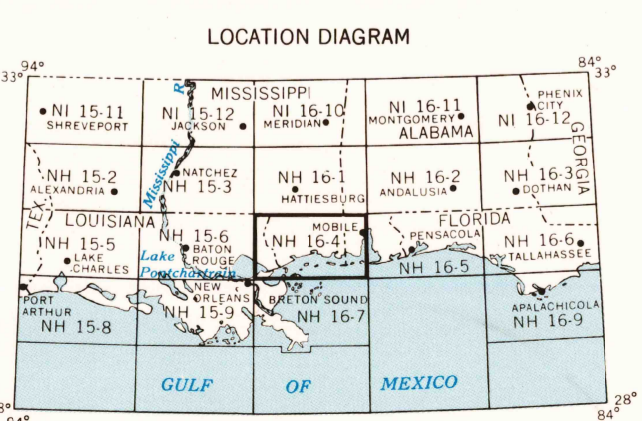 LOCATION DIAGRAM
94°
84°
33°
33°
MISSISSIPPI
R
NI 15-11
SHREVEPORT
NI 15-12
JACKSON
NI 16-10
MERIDIAN
NI 16-11
MONTGOMERY
ALABAMA
PHENIX
CITY
NI 16-12
GEORGIA
Mississippi
NH 15-2
ALEXANDRIA
NATCHEZ
NH 15-3
NH 16-1
HATTIESBURG
NH 16-2
ANDALUSIA
NH 16-3
DOTHAN
TEX
LOUISIANA
NH 15-5
LAKE
CHARLES
NH 15-6
BATON
ROUGE
Lake
Pontchartrain
MOBILE
NH 16-4
FLORIDA
PENSACOLA
NH 16-5
NH 16-6
TALLAHASSEE
PORT
ARTHUR
NH 15-8
NEW
ORLEANS
NH 15-9
BRETON SOUND
NH 16-7
APALACHICOLA
NH 16-9
GULF OF MEXICO
28°
84°